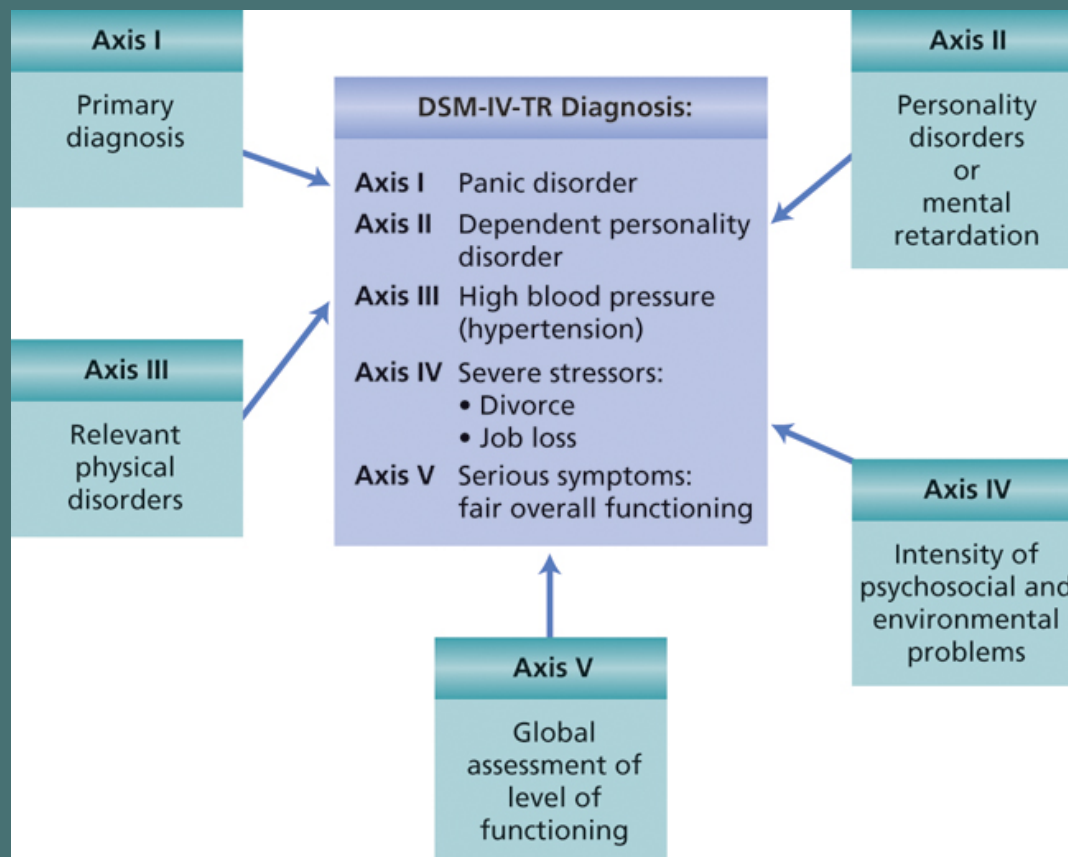 Axis I
Primary
diagnosis
Axis II
Personality
disorders
or
mental
retardation
DSM-IV-TR Diagnosis:
Axis I Panic disorder
Axis II Dependent personality
disorder
Axis III High blood pressure
(hypertension)
Axis IV Severe stressors:
• Divorce
• Job loss
Axis V Serious symptoms:
fair overall functioning
Axis III
Relevant
physical
disorders
Axis IV
Intensity of
psychosocial and
environmental
problems
Axis V
Global
assessment of
level of
functioning